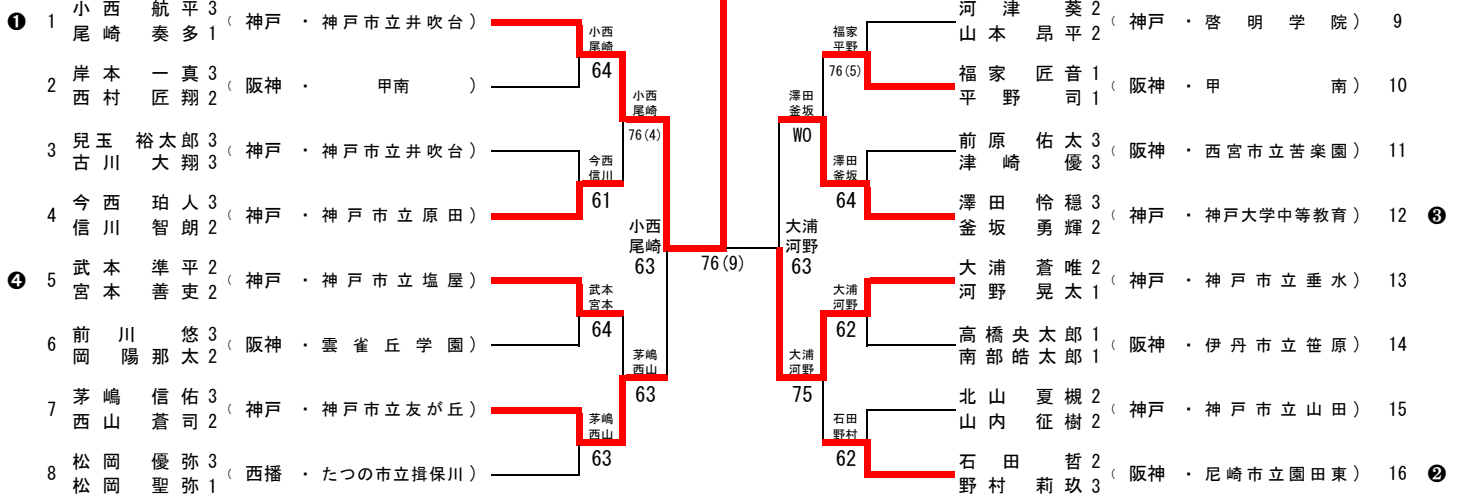 ❶ 1 小西 航平 3 尾崎 奏多 1 (神戸 ・ 神戸市立井吹台)
2 岸本 一真 3 西村 匠翔 2 (阪神 ・ 甲南)
3 兒玉 裕太郎 3 古川 大翔 3 (神戸 ・ 神戸市立井吹台)
4 今西 珀人 3 信川 智朗 2 (神戸 ・ 神戸市立原田)
❹ 5 武本 準平 2 宮本 善吏 2 (神戸 ・ 神戸市立塩屋)
6 前川 悠 3 岡 陽那太 2 (阪神 ・ 雲雀丘学園)
7 茅嶋 信佑 3 西山 蒼司 2 (神戸 ・ 神戸市立友が丘)
8 松岡 優弥 3 松岡 聖弥 1 (西播 ・ たつの市立揖保川)
小西
尾崎
64
今西
信川
61
武本
宮本
64
茅嶋
西山
63
小西
尾崎
76(4)
茅嶋
西山
63
小西
尾崎
63
76(9)
大浦
河野
63
澤田
釜坂
WO
大浦
河野
75
福家
平野
76(5)
澤田
釜坂
64
大浦
河野
62
石田
野村
62
河津 葵 2 山本 昂平 2 (神戸 ・ 啓明学院) 9
福家 匠音 1 平野 司 1 (阪神 ・ 甲南) 10
前原 佑太 3 津崎 優 3 (阪神 ・ 西宮市立苦楽園) 11
澤田 怜穏 3 釜坂 勇輝 2 (神戸 ・ 神戸大学中等教育) 12 ❸
大浦 蒼唯 2 河野 晃太 1 (神戸 ・ 神戸市立垂水) 13
高橋央太郎 1 南部皓太郎 1 (阪神 ・ 伊丹市立笹原) 14
北山 夏槻 2 山内 征樹 2 (神戸 ・ 神戸市立山田) 15
石田 哲 2 野村 莉玖 3 (阪神 ・ 尼崎市立園田東) 16 ❷